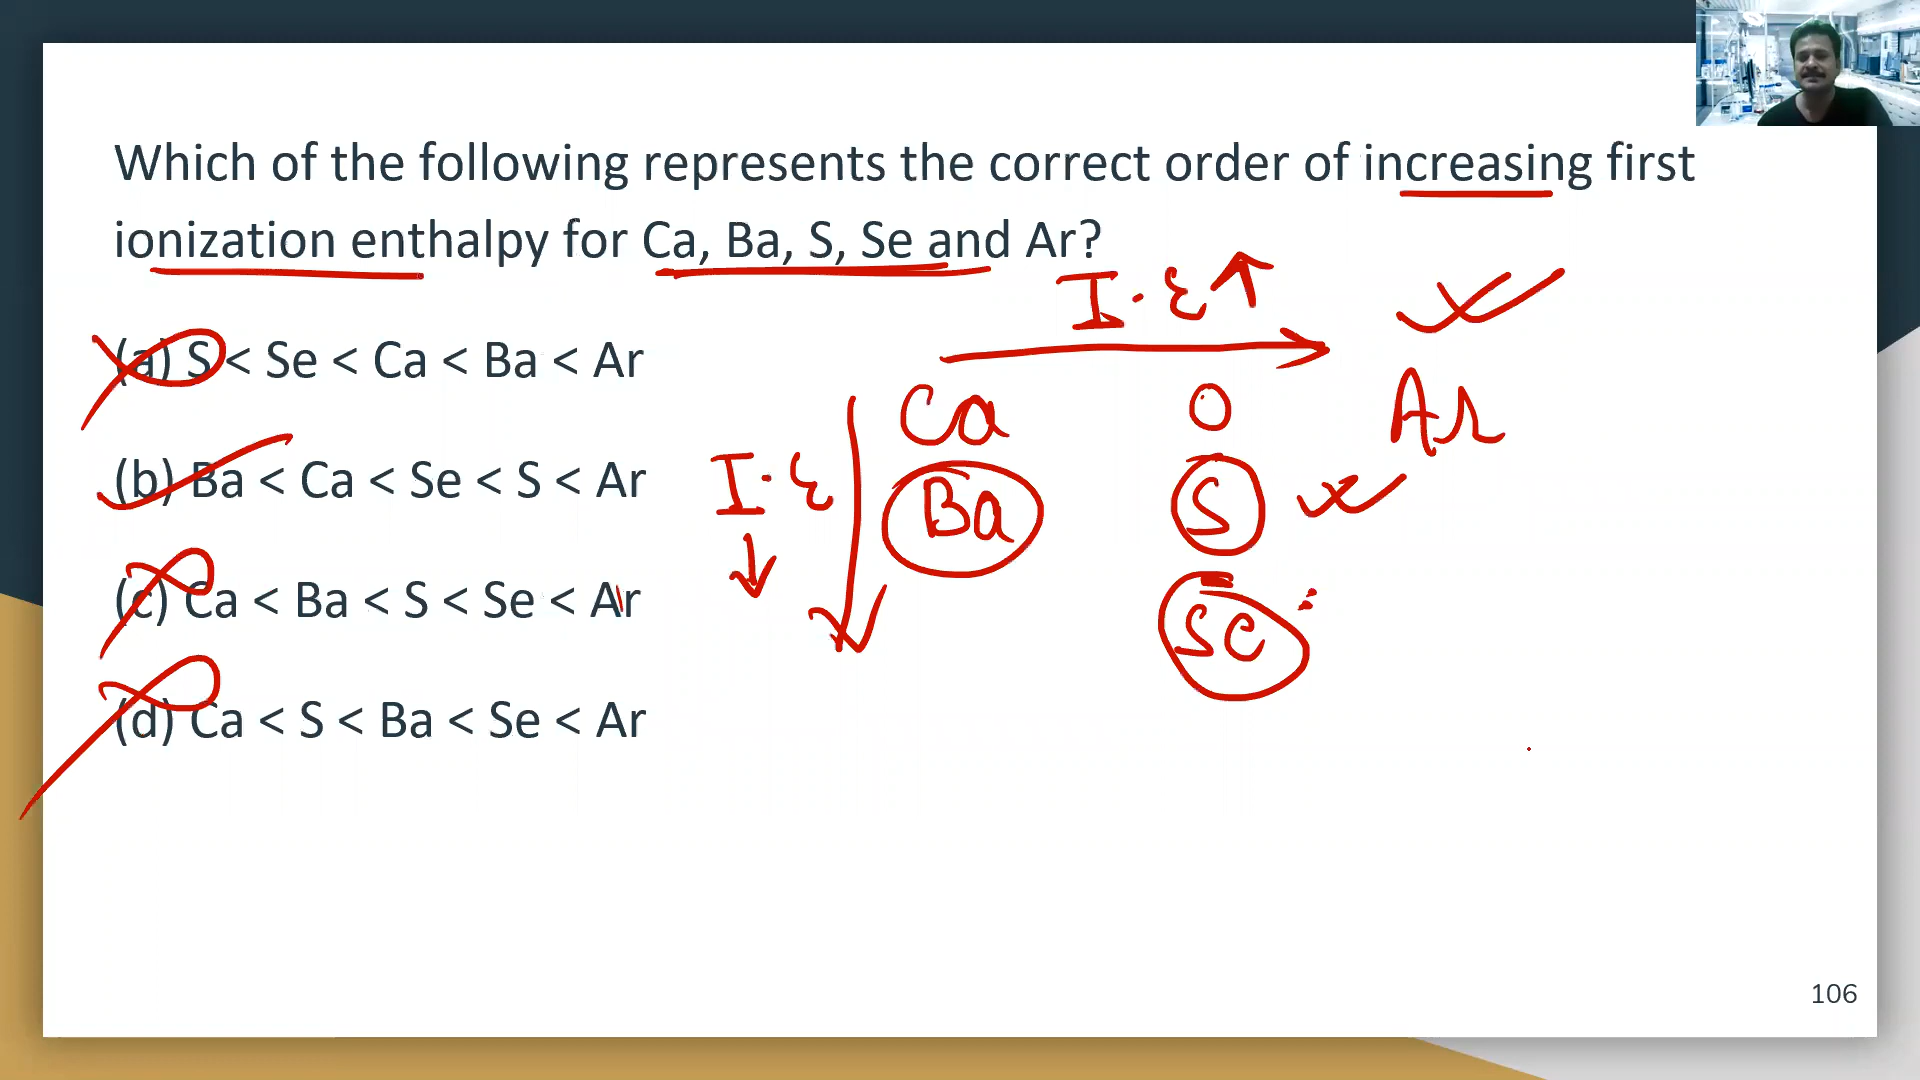 Which of the following represents the correct order of increasing first
ionization enthalpy for Ca, Ba, S, Se and Ar?
I·E↑
(a) S < Se < Ca < Ba < Ar
Ca O Ar
(b) Ba < Ca < Se < S < Ar
I·E
↓
Ba S
(c) Ca < Ba < S < Se < Ar
Se
(d) Ca < S < Ba < Se < Ar
106